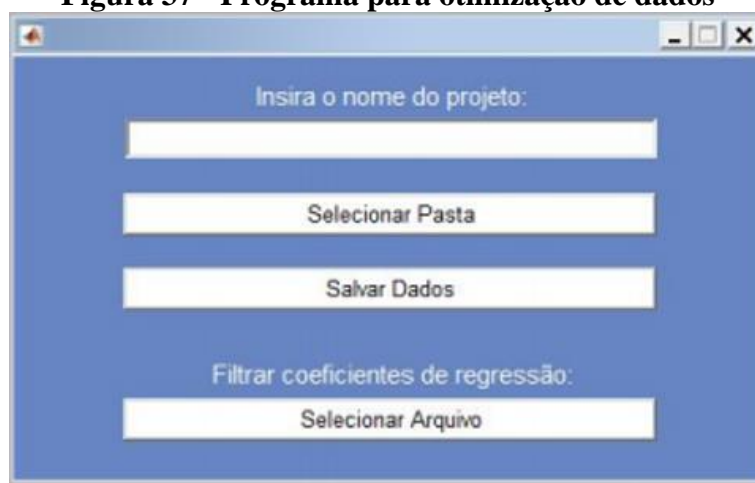 Figura 37 - Programa para otimização de dados
Insira o nome do projeto:
Selecionar Pasta
Salvar Dados
Filtrar coeficientes de regressão:
Selecionar Arquivo